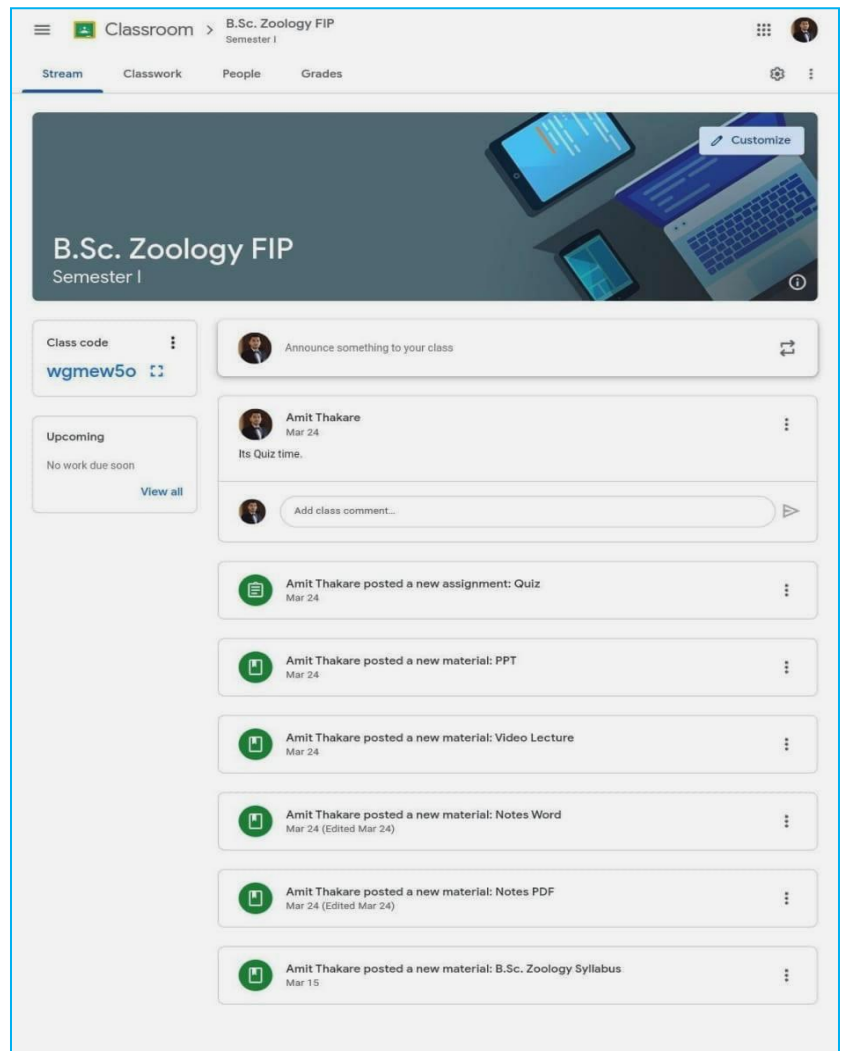 Classroom > B.Sc. Zoology FIP
Semester I
Stream Classwork People Grades
Customize
B.Sc. Zoology FIP
Semester I
Class code
wgmew5o
Upcoming
No work due soon
View all
Announce something to your class
Amit Thakare
Mar 24
Its Quiz time.
Add class comment...
Amit Thakare posted a new assignment: Quiz
Mar 24
Amit Thakare posted a new material: PPT
Mar 24
Amit Thakare posted a new material: Video Lecture
Mar 24
Amit Thakare posted a new material: Notes Word
Mar 24 (Edited Mar 24)
Amit Thakare posted a new material: Notes PDF
Mar 24 (Edited Mar 24)
Amit Thakare posted a new material: B.Sc. Zoology Syllabus
Mar 15